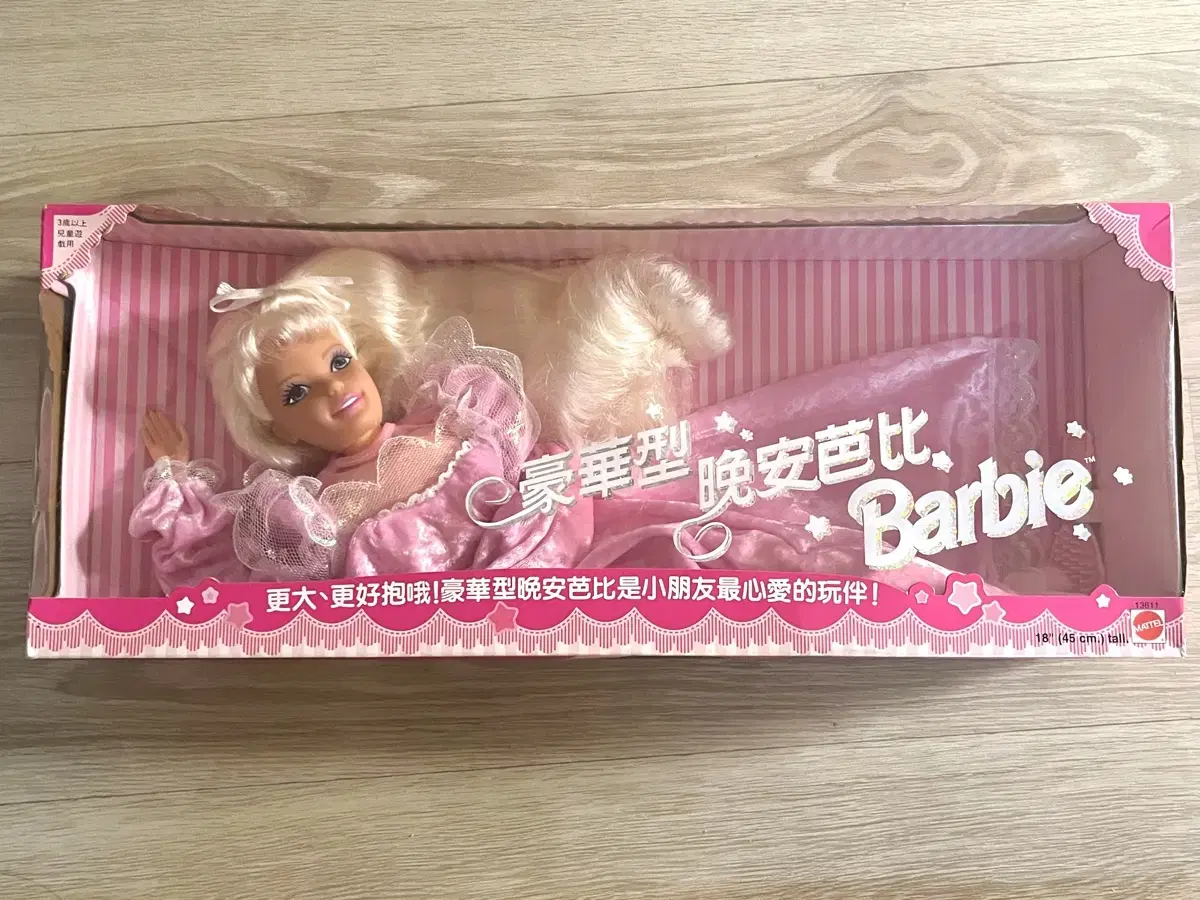 3歲以上
兒童遊
戲用
豪華型晚安芭比
Barbie™
更大、更好抱哦!豪華型晚安芭比是小朋友最心愛的玩伴!
13611
18" (45 cm.) tall.
MATTEL